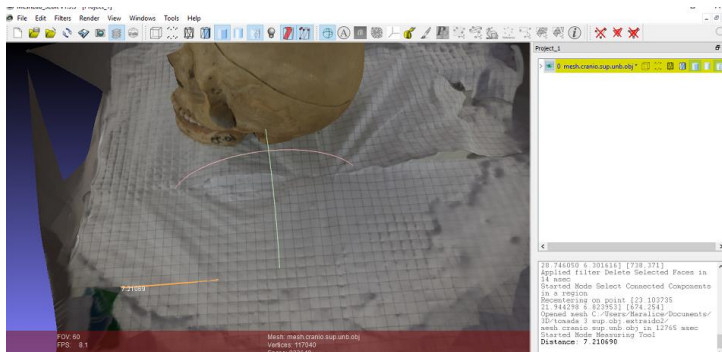 File Edit Filters Render View Windows Tools Help
Project_1
0 mesh.cranio.sup.unb.obj *
7.21069
FOV: 60
FPS: 8.1
Mesh: mesh.cranio.sup.unb.obj
Vertices: 117040
28.746050 6.301616] [738.371]
Applied filter Delete Selected Faces in
14 msec
Started Mode Select Connected Components
in a region
Recentering on point [23.103735
21.944298 6.823953] [674.254]
Opened mesh C:/Users/Maralice/Documents/
3D/tomada 3 sup.obj extraido2/
mesh cranio sup unb obj in 12765 msec
Started Mode Measuring Tool
Distance: 7.210690